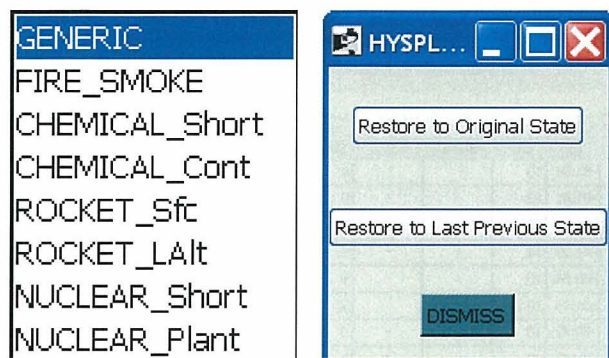 GENERIC
FIRE_SMOKE
CHEMICAL_Short
CHEMICAL_Cont
ROCKET_Sfc
ROCKET_LAlt
NUCLEAR_Short
NUCLEAR_Plant
HYSPL...
Restore to Original State
Restore to Last Previous State
DISMISS